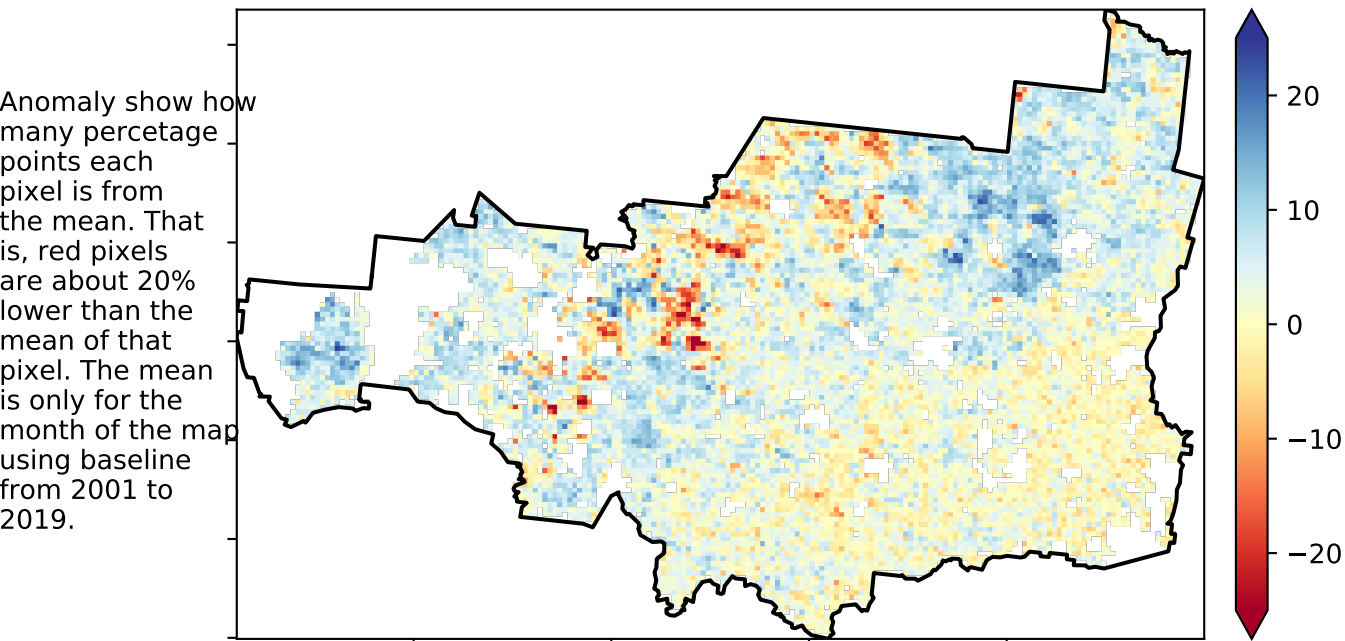 Anomaly show how
many percetage
points each
pixel is from
the mean. That
is, red pixels
are about 20%
lower than the
mean of that
pixel. The mean
is only for the
month of the map
using baseline
from 2001 to
2019.
20
10
0
−10
−20